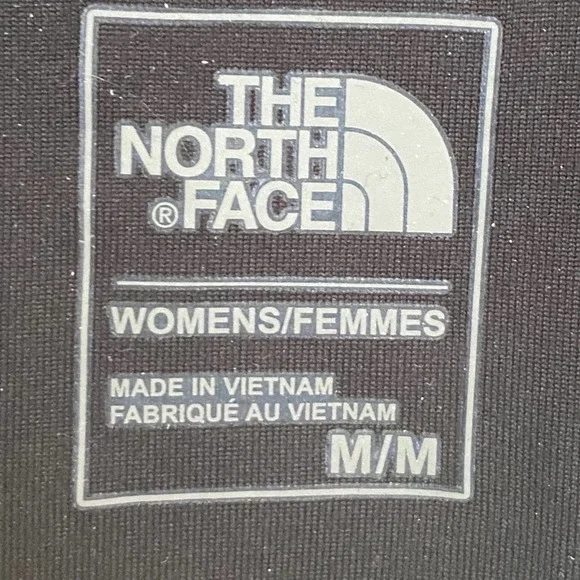 THE
NORTH
®FACE
WOMENS/FEMMES
MADE IN VIETNAM
FABRIQUÉ AU VIETNAM
M/M